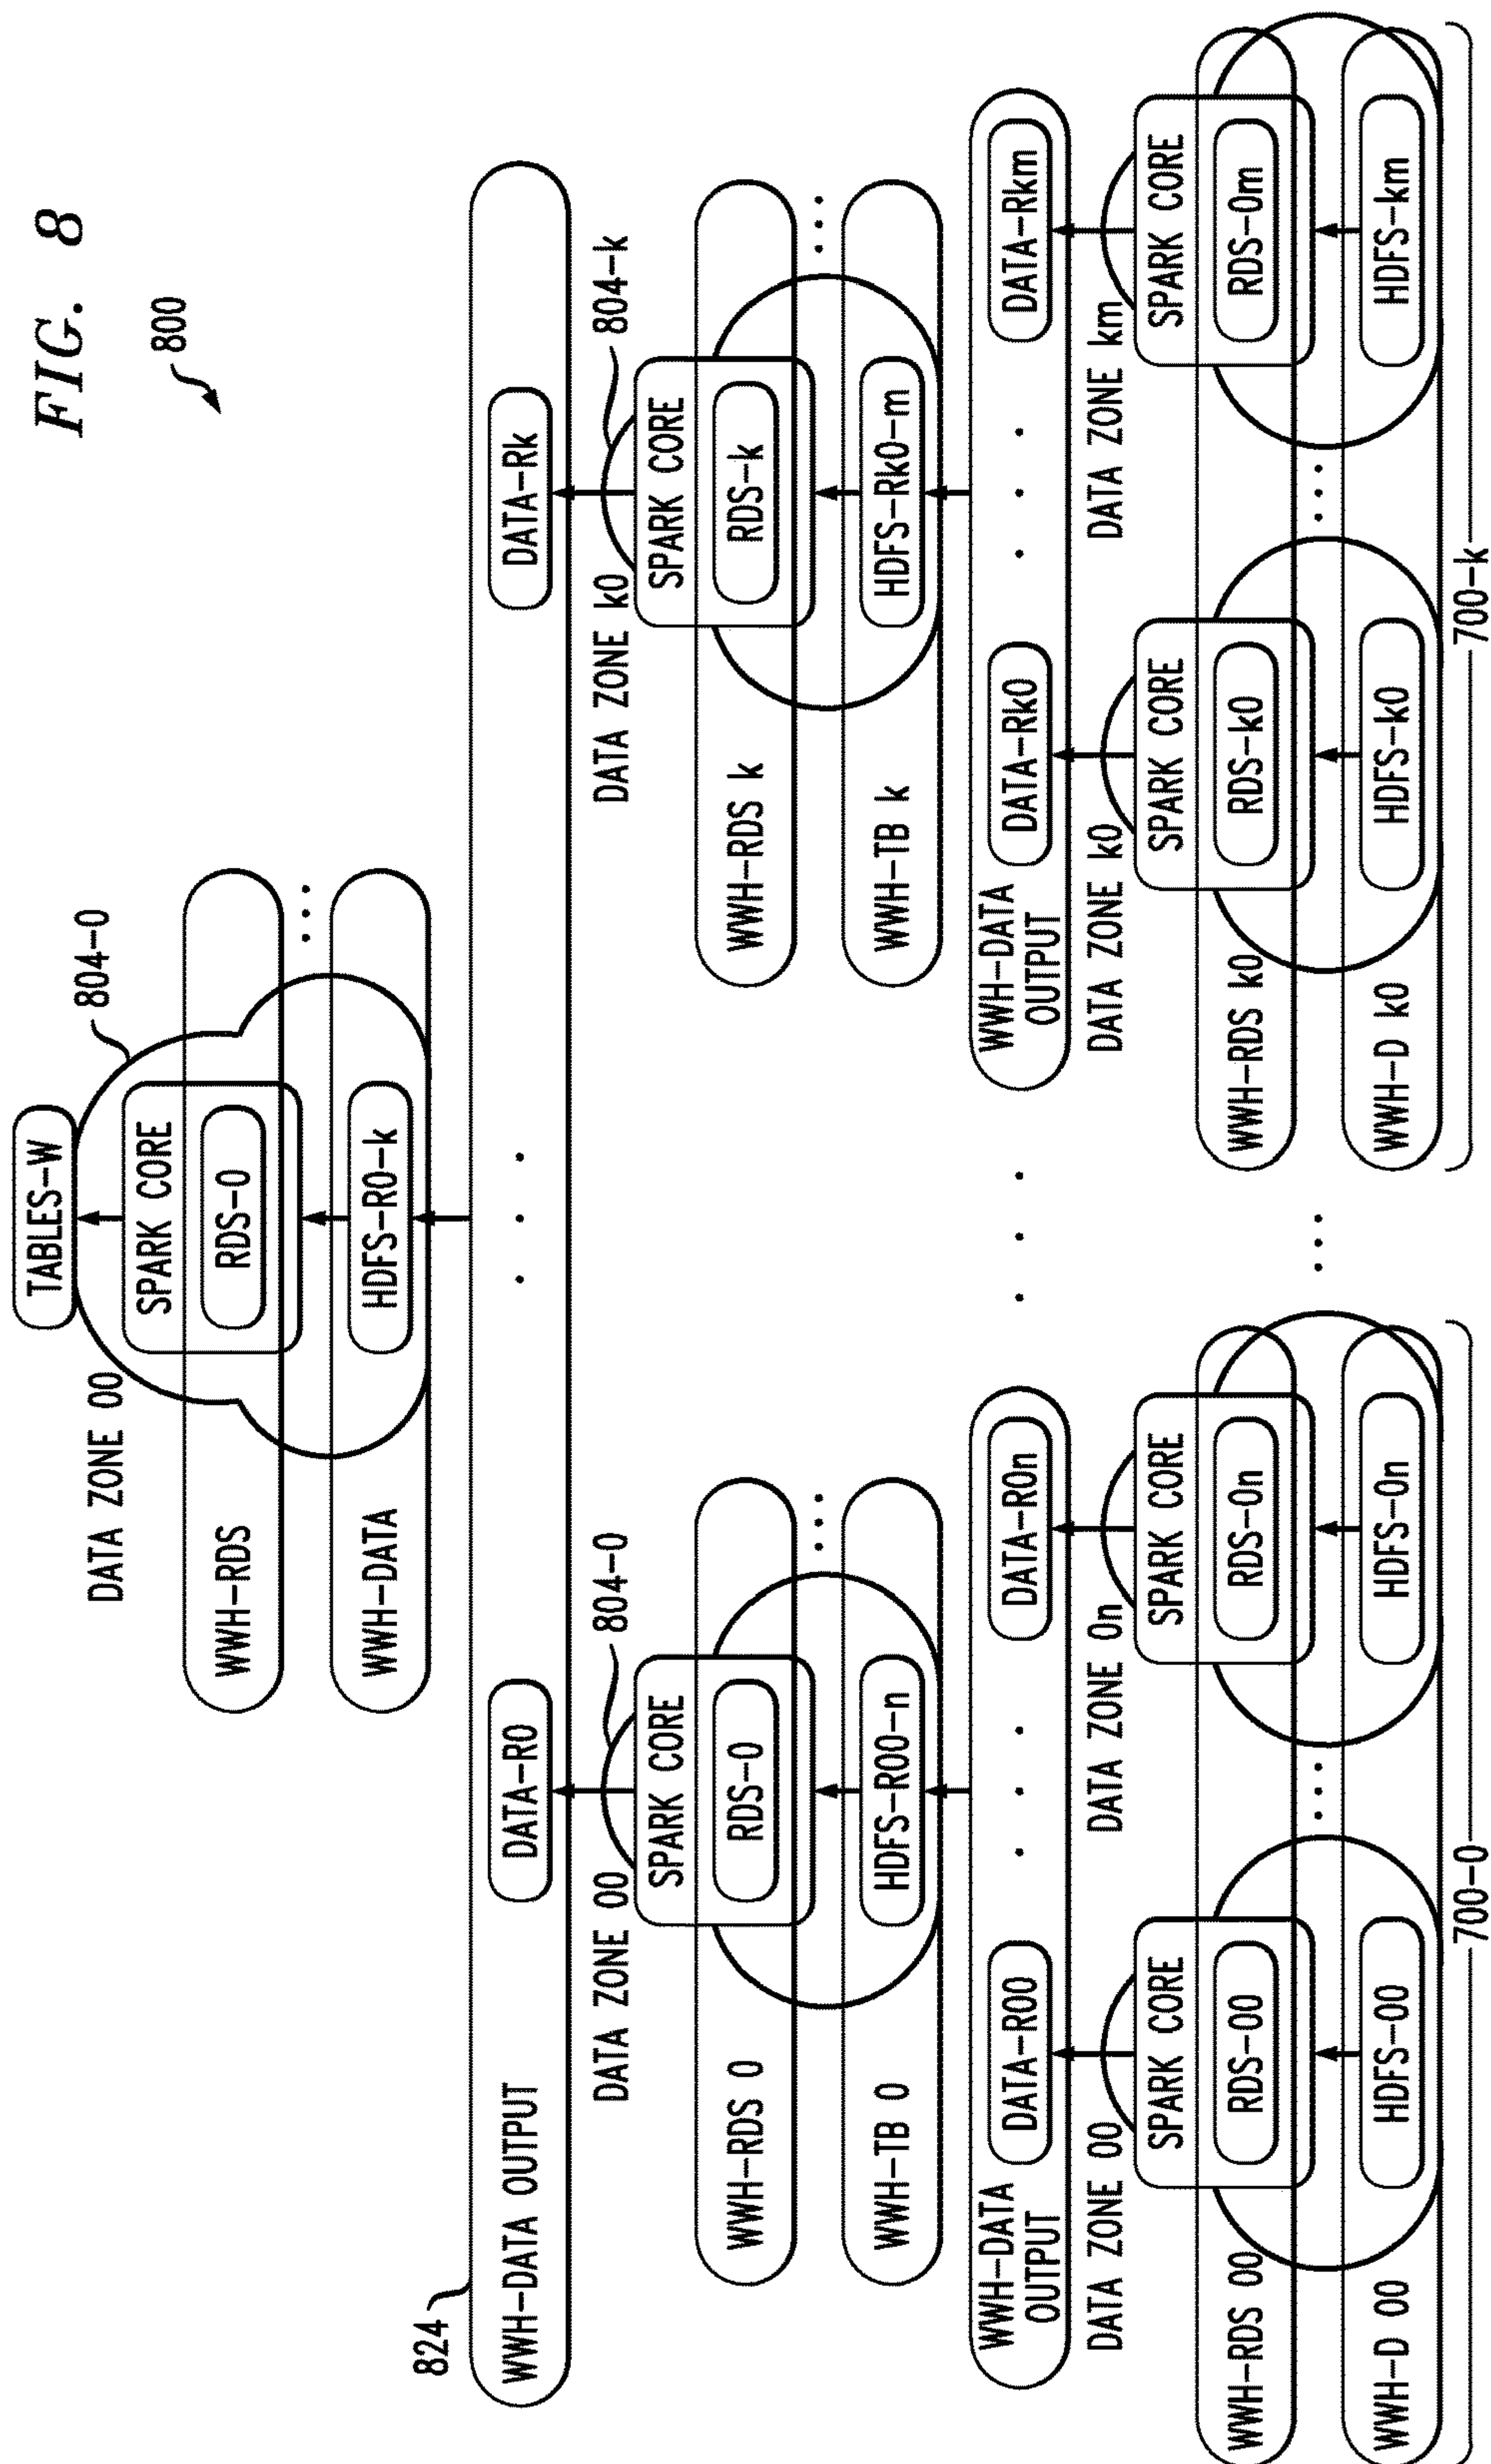 FIG. 8
800
TABLES-W
804-0
DATA ZONE 00
SPARK CORE
WWH-RDS
RDS-0
...
WWH-DATA
HDFS-R0-k
824
WWH-DATA OUTPUT
DATA-R0
. . .
DATA-Rk
DATA ZONE 00
804-0
DATA ZONE k0
804-k
SPARK CORE
SPARK CORE
WWH-RDS 0
RDS-0
WWH-RDS k
RDS-k
...
...
WWH-TB 0
HDFS-R00-n
WWH-TB k
HDFS-Rk0-m
WWH-DATA
OUTPUT
DATA-R00
. . .
DATA-R0n
. . .
WWH-DATA
OUTPUT
DATA-Rk0
. . .
DATA-Rkm
DATA ZONE 00
DATA ZONE 0n
DATA ZONE k0
DATA ZONE km
SPARK CORE
SPARK CORE
SPARK CORE
SPARK CORE
WWH-RDS 00
RDS-00
RDS-0n
WWH-RDS k0
RDS-k0
RDS-0m
...
...
...
WWH-D 00
HDFS-00
HDFS-0n
WWH-D k0
HDFS-k0
HDFS-km
700-0
700-k